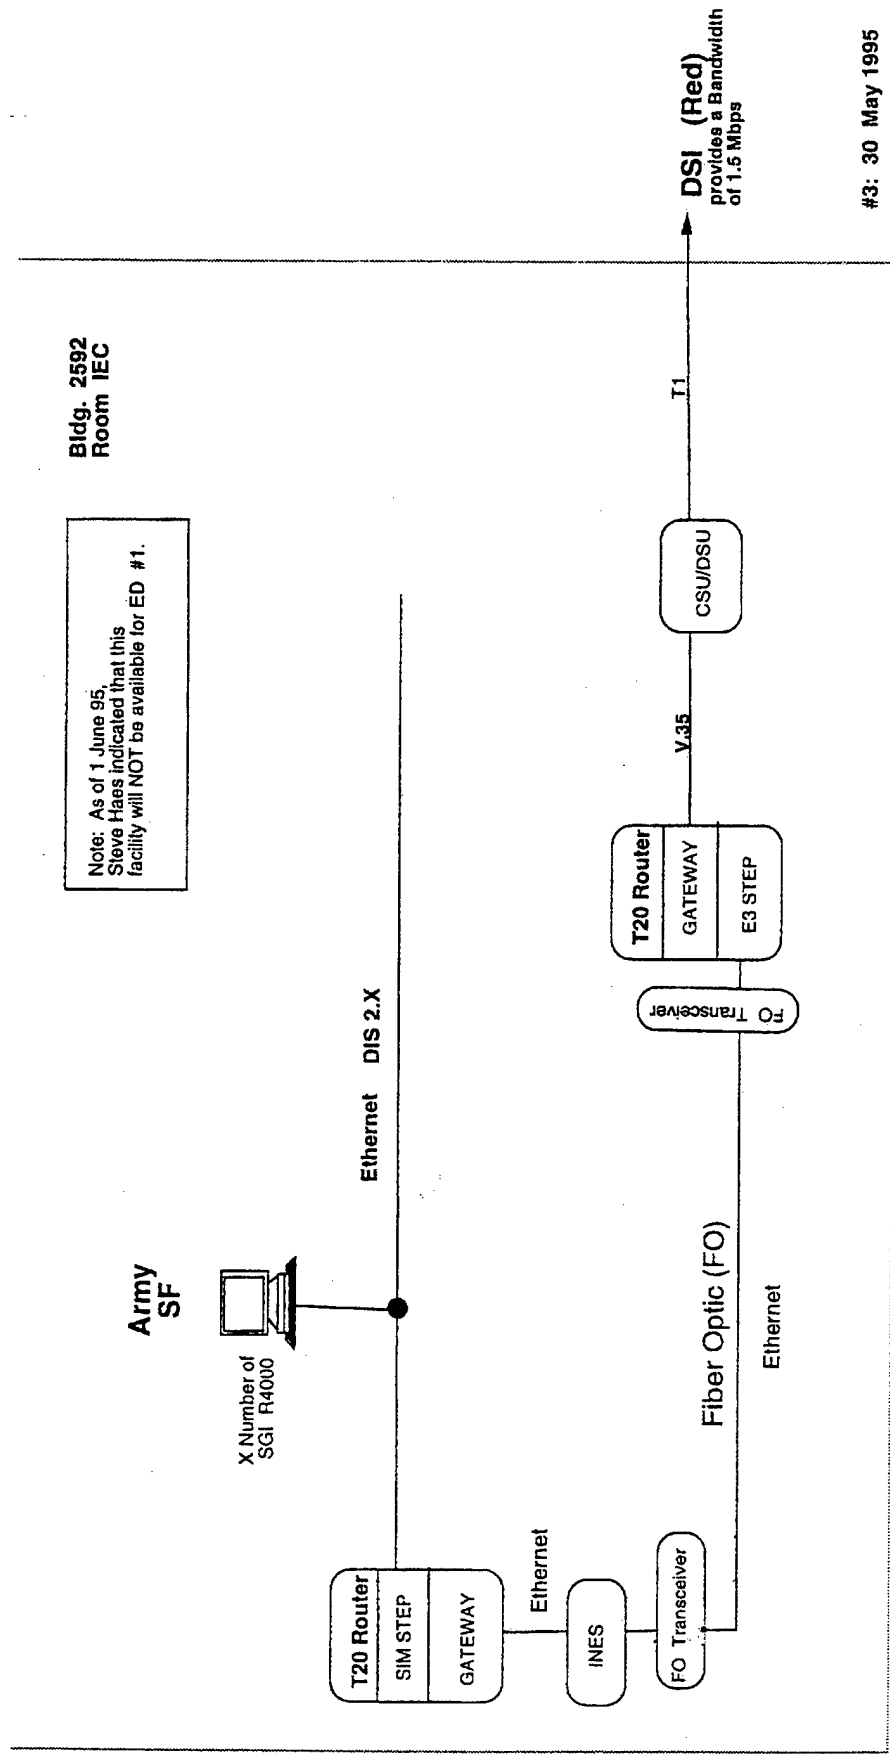 Bldg. 2592
Room IEC
Note: As of 1 June 95,
Steve Haes indicated that this
facility will NOT be available for ED #1.
Army
SF
X Number of
SGI R4000
Ethernet DIS 2.X
T20 Router
SIM STEP
GATEWAY
Ethernet
INES
FO Transceiver
Fiber Optic (FO)
Ethernet
FO Transceiver
T20 Router
GATEWAY
E3 STEP
V.35
CSU/DSU
T1
DSI (Red)
provides a Bandwidth
of 1.5 Mbps
#3: 30 May 1995